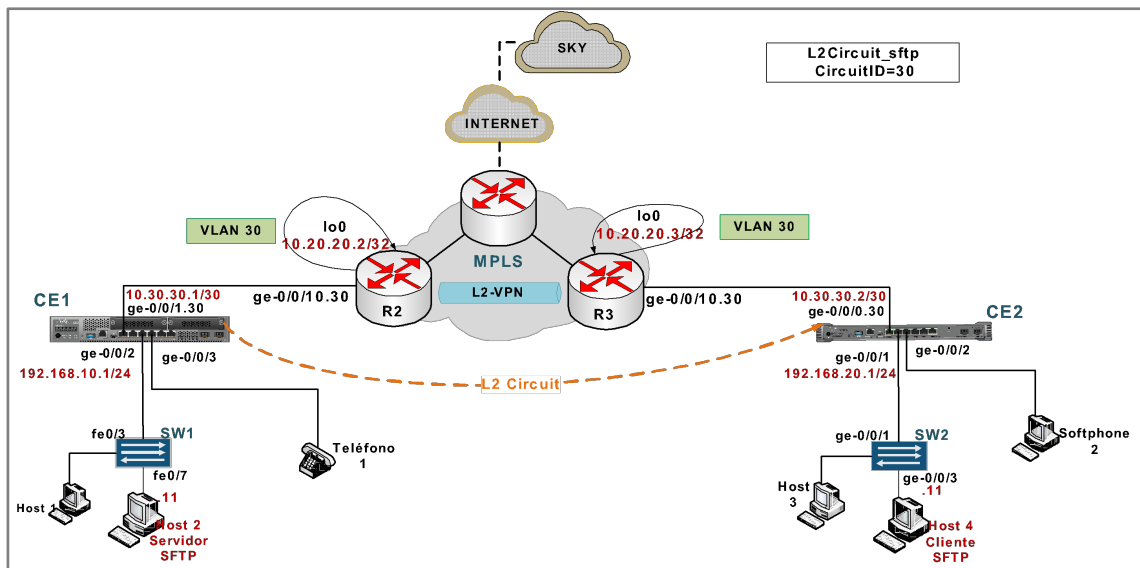 SKY
L2Circuit_sftp
CircuitID=30
INTERNET
lo0
10.20.20.2/32
VLAN 30
lo0
10.20.20.3/32
VLAN 30
MPLS
L2-VPN
R2
R3
ge-0/0/10.30
ge-0/0/10.30
CE1
10.30.30.1/30
ge-0/0/1.30
10.30.30.2/30
ge-0/0/0.30
CE2
ge-0/0/2
ge-0/0/3
192.168.10.1/24
ge-0/0/1
ge-0/0/2
192.168.20.1/24
L2 Circuit
fe0/3
SW1
fe0/7
Teléfono
1
Host 1
.11
Host 2
Servidor
SFTP
ge-0/0/1
SW2
ge-0/0/3
Softphone
2
Host
3
.11
Host 4
Cliente
SFTP